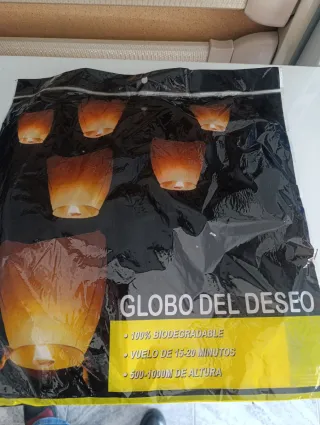 GLOBO DEL DESEO
• 100% BIODEGRADABLE
• VUELO DE 15-20 MINUTOS
• 500-1000M DE ALTURA